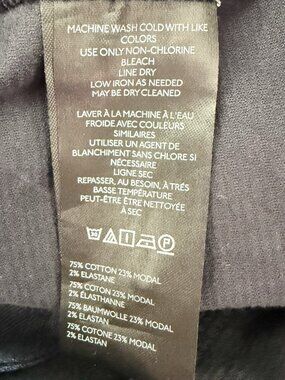 MACHINE WASH COLD WITH LIKE
COLORS
USE ONLY NON-CHLORINE
BLEACH
LINE DRY
LOW IRON AS NEEDED
MAY BE DRY CLEANED
LAVER À LA MACHINE À L'EAU
FROIDE AVEC COULEURS
SIMILAIRES
UTILISER UN AGENT DE
BLANCHIMENT SANS CHLORE SI
NÉCESSAIRE
LIGNE SEC
REPASSER, AU BESOIN, À TRÈS
BASSE TEMPÉRATURE
PEUT-ÊTRE ÊTRE NETTOYÉE
À SEC
75% COTTON 23% MODAL
2% ELASTANE
75% COTON 23% MODAL
2% ÉLASTHANNE
75% BAUMWOLLE 23% MODAL
2% ELASTAN
75% COTONE 23% MODAL
2% ELASTAN